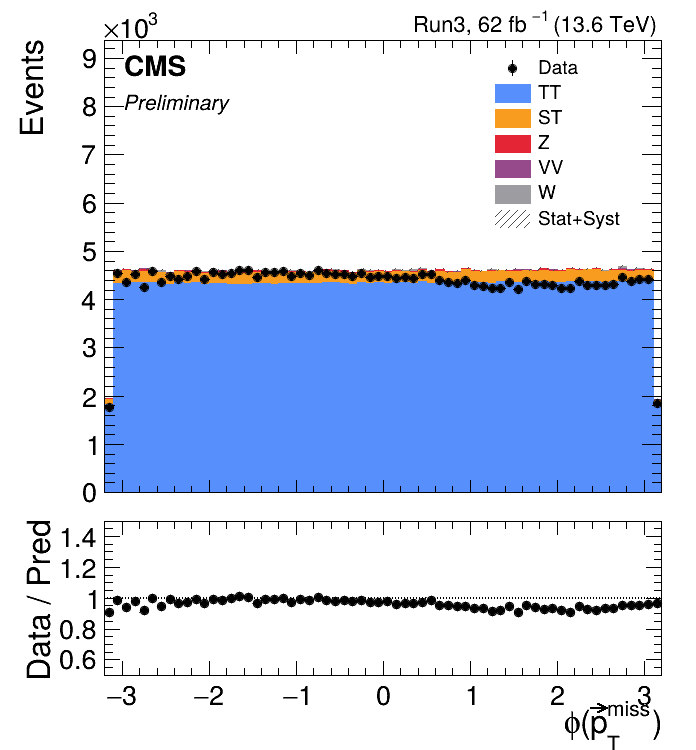 ×10³
Run3, 62 fb⁻¹ (13.6 TeV)
Events
9
8
7
6
5
4
3
2
1
0
CMS
Preliminary
Data
TT
ST
Z
VV
W
Stat+Syst
Data / Pred
1.4
1.2
1
0.8
0.6
−3 −2 −1 0 1 2 3
ϕ(p⃗_T^miss)